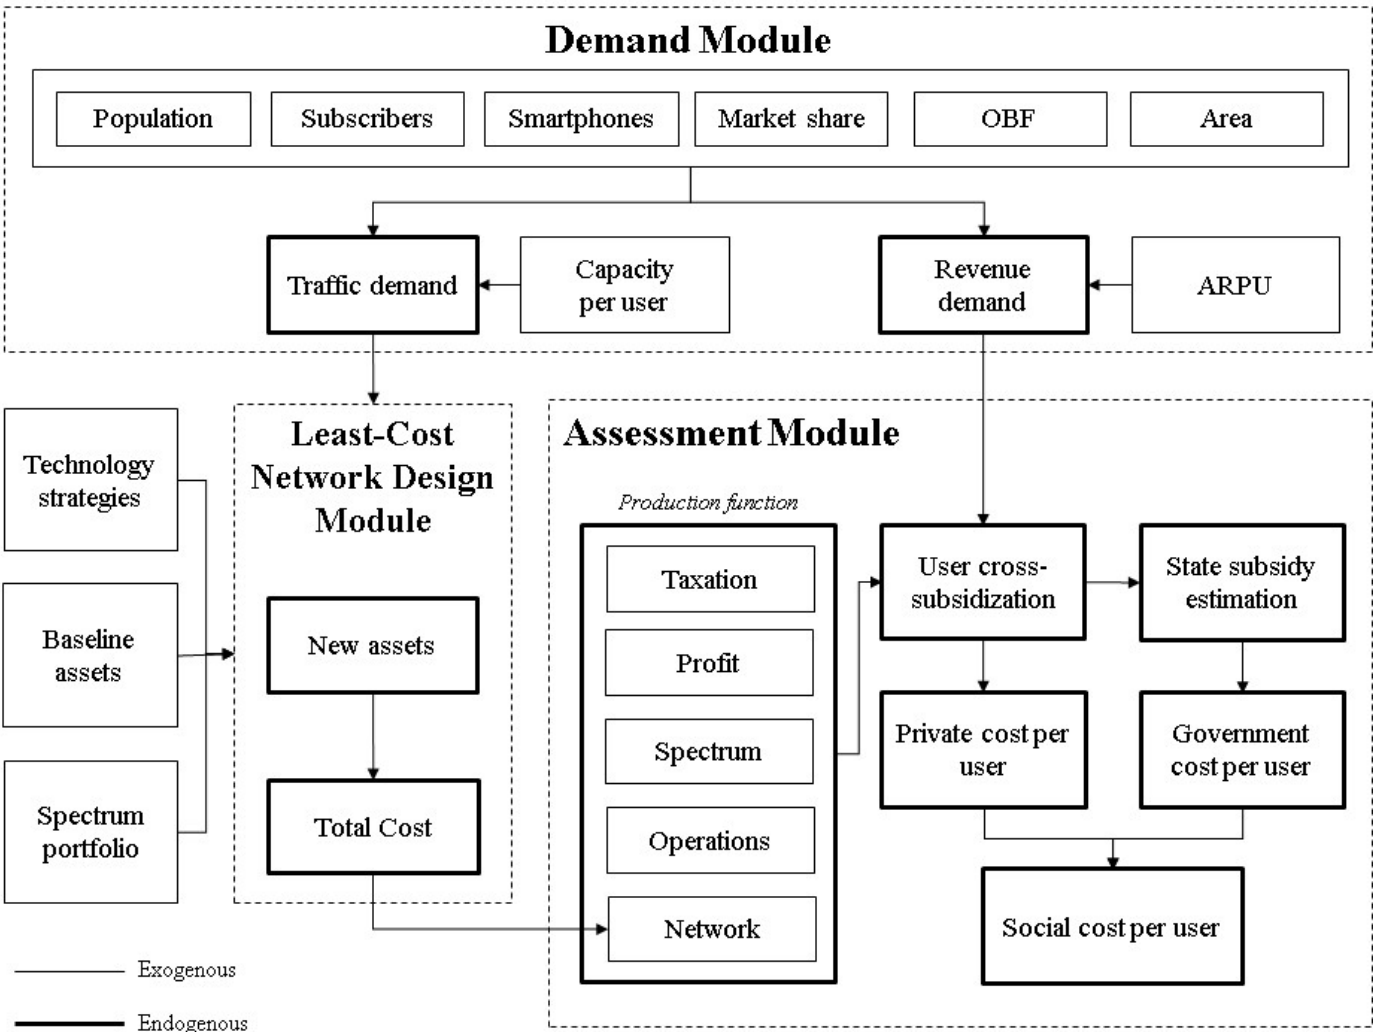 Demand Module
Population
Subscribers
Smartphones
Market share
OBF
Area
Traffic demand
Capacity
per user
Revenue
demand
ARPU
Technology
strategies
Baseline
assets
Spectrum
portfolio
Least-Cost
Network Design
Module
New assets
Total Cost
Assessment Module
Production function
Taxation
Profit
Spectrum
Operations
Network
User cross-
subsidization
State subsidy
estimation
Private cost per
user
Government
cost per user
Social cost per user
Exogenous
Endogenous